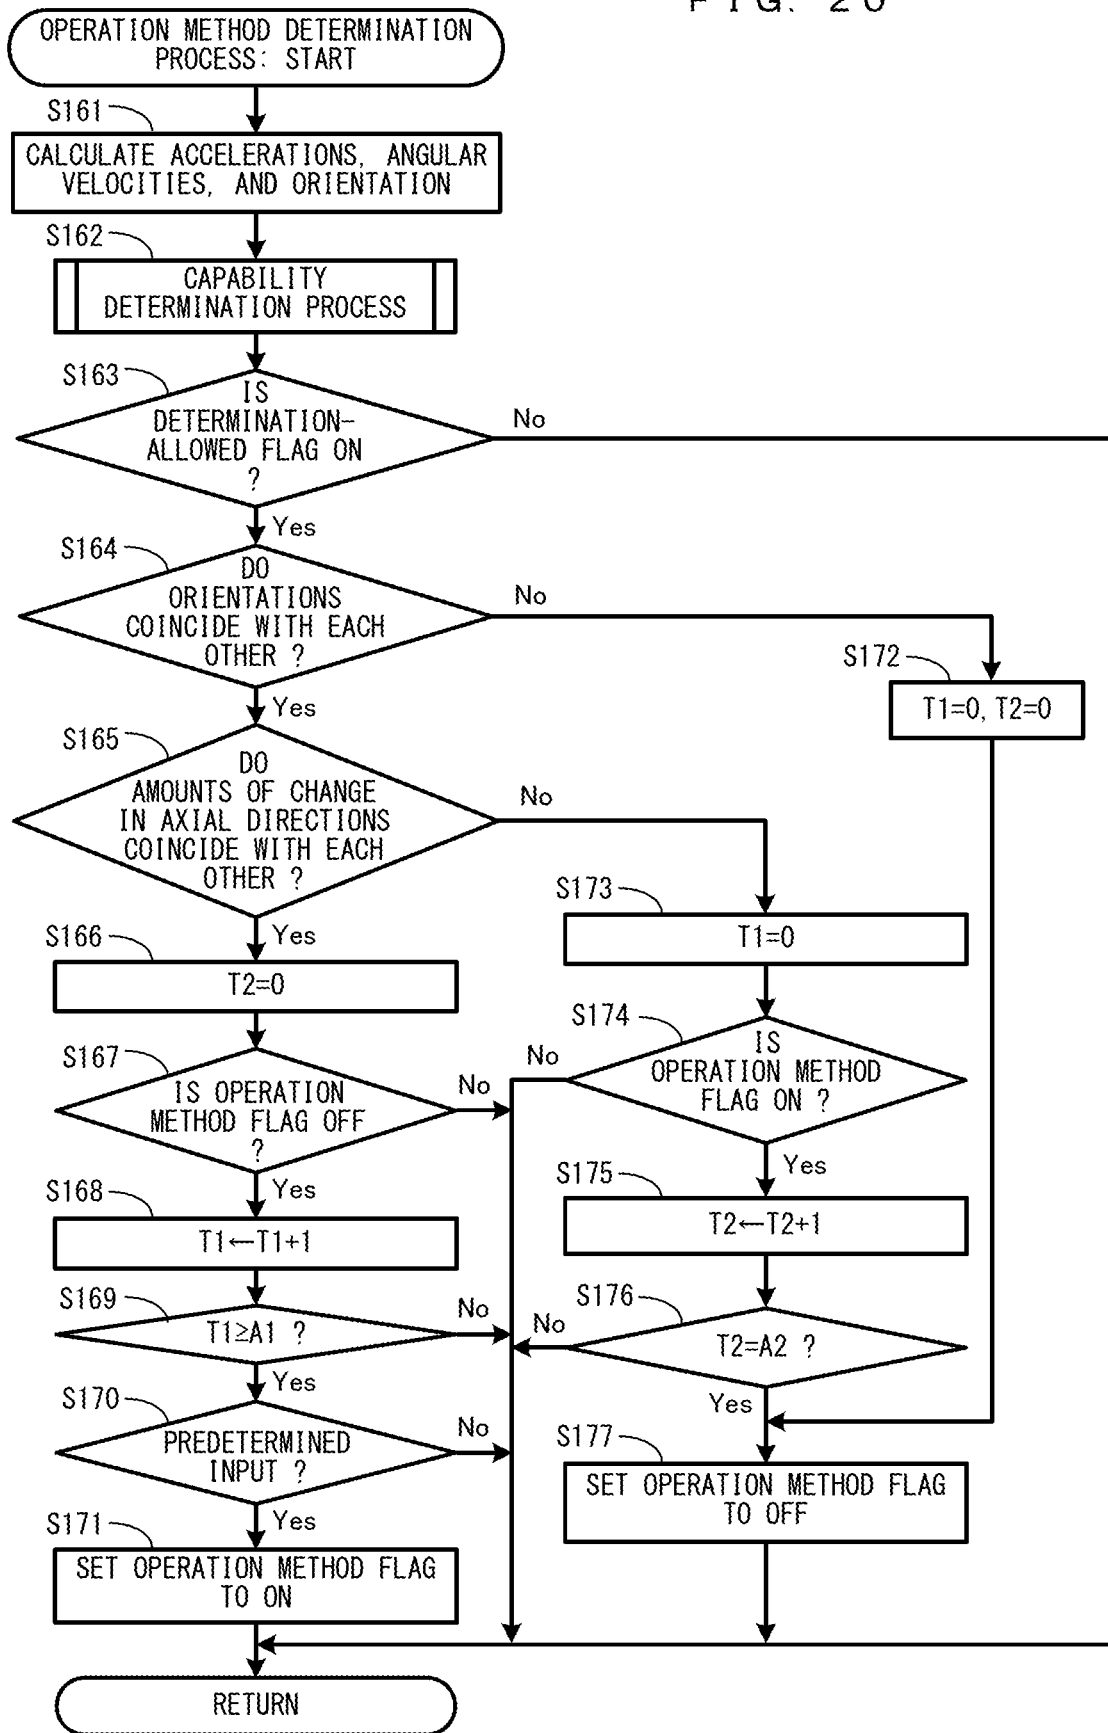 FIG. 20
OPERATION METHOD DETERMINATION
PROCESS: START
S161
CALCULATE ACCELERATIONS, ANGULAR
VELOCITIES, AND ORIENTATION
S162
CAPABILITY
DETERMINATION PROCESS
S163
IS
DETERMINATION-
ALLOWED FLAG ON
?
No
Yes
S164
DO
ORIENTATIONS
COINCIDE WITH EACH
OTHER ?
No
Yes
S172
T1=0, T2=0
S165
DO
AMOUNTS OF CHANGE
IN AXIAL DIRECTIONS
COINCIDE WITH EACH
OTHER ?
No
Yes
S173
T1=0
S166
T2=0
S174
IS
OPERATION METHOD
FLAG ON ?
No
Yes
S167
IS OPERATION
METHOD FLAG OFF
?
No
Yes
S175
T2←T2+1
S168
T1←T1+1
S176
T2=A2 ?
No
Yes
S169
T1≥A1 ?
No
Yes
S170
PREDETERMINED
INPUT ?
No
Yes
S177
SET OPERATION METHOD FLAG
TO OFF
S171
SET OPERATION METHOD FLAG
TO ON
RETURN